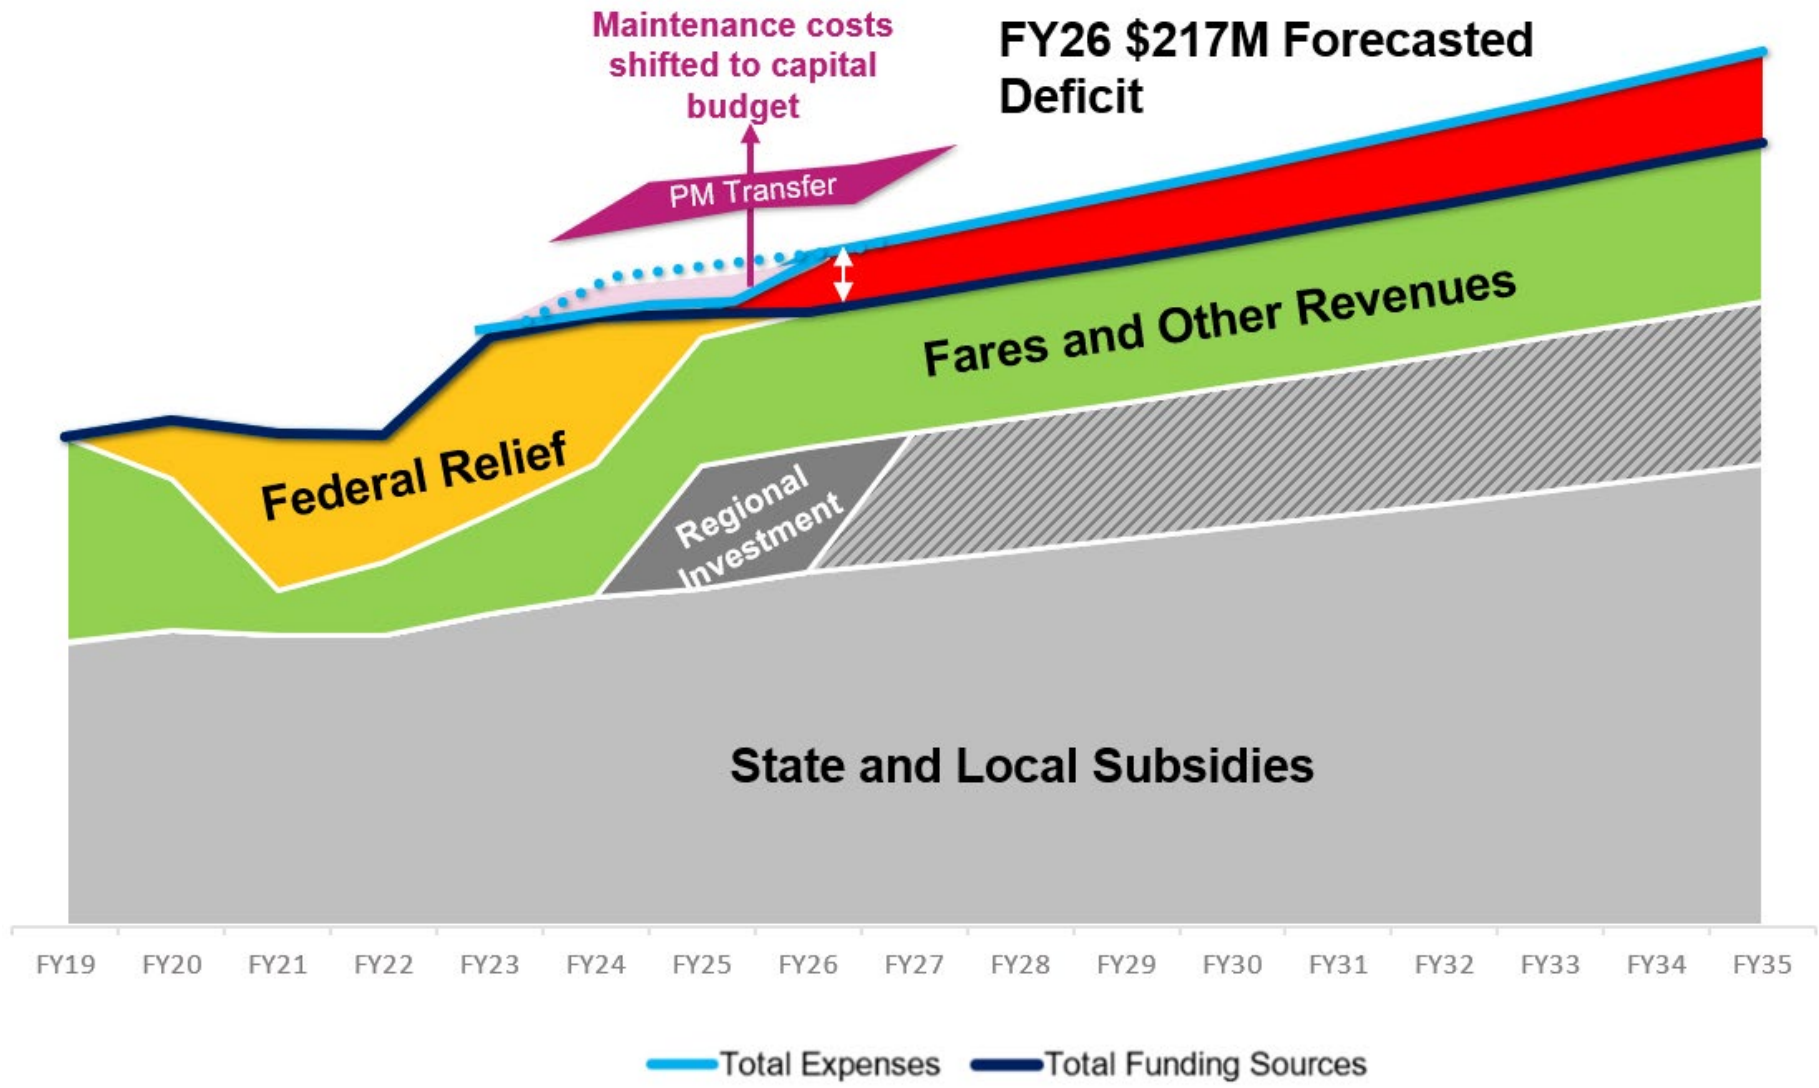 Maintenance costs
shifted to capital
budget
FY26 $217M Forecasted
Deficit
PM Transfer
Fares and Other Revenues
Federal Relief
Regional
Investment
State and Local Subsidies
FY19 FY20 FY21 FY22 FY23 FY24 FY25 FY26 FY27 FY28 FY29 FY30 FY31 FY32 FY33 FY34 FY35
Total Expenses Total Funding Sources